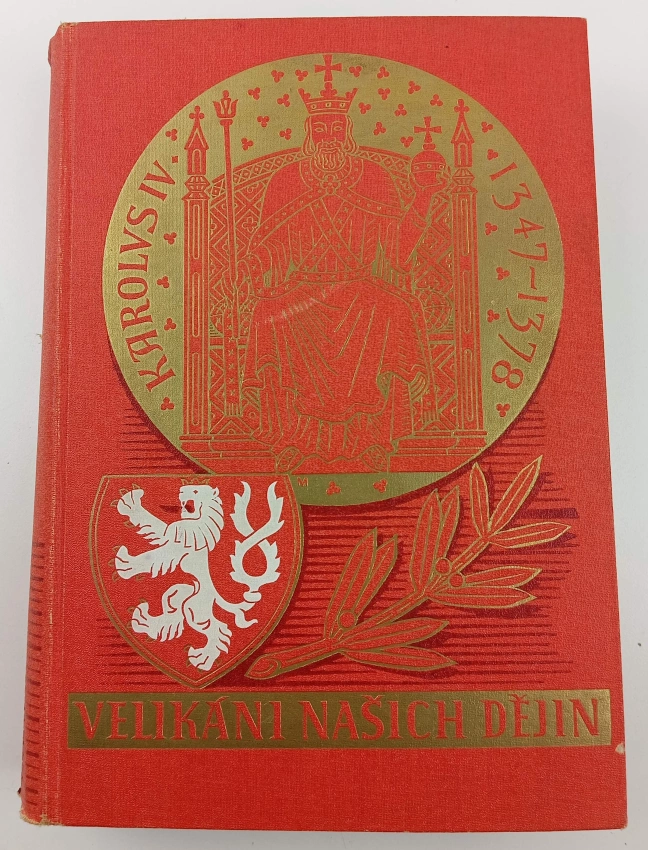 KAROLVS IV. 1347–1378
M
VELIKÁNI NAŠICH DĚJIN